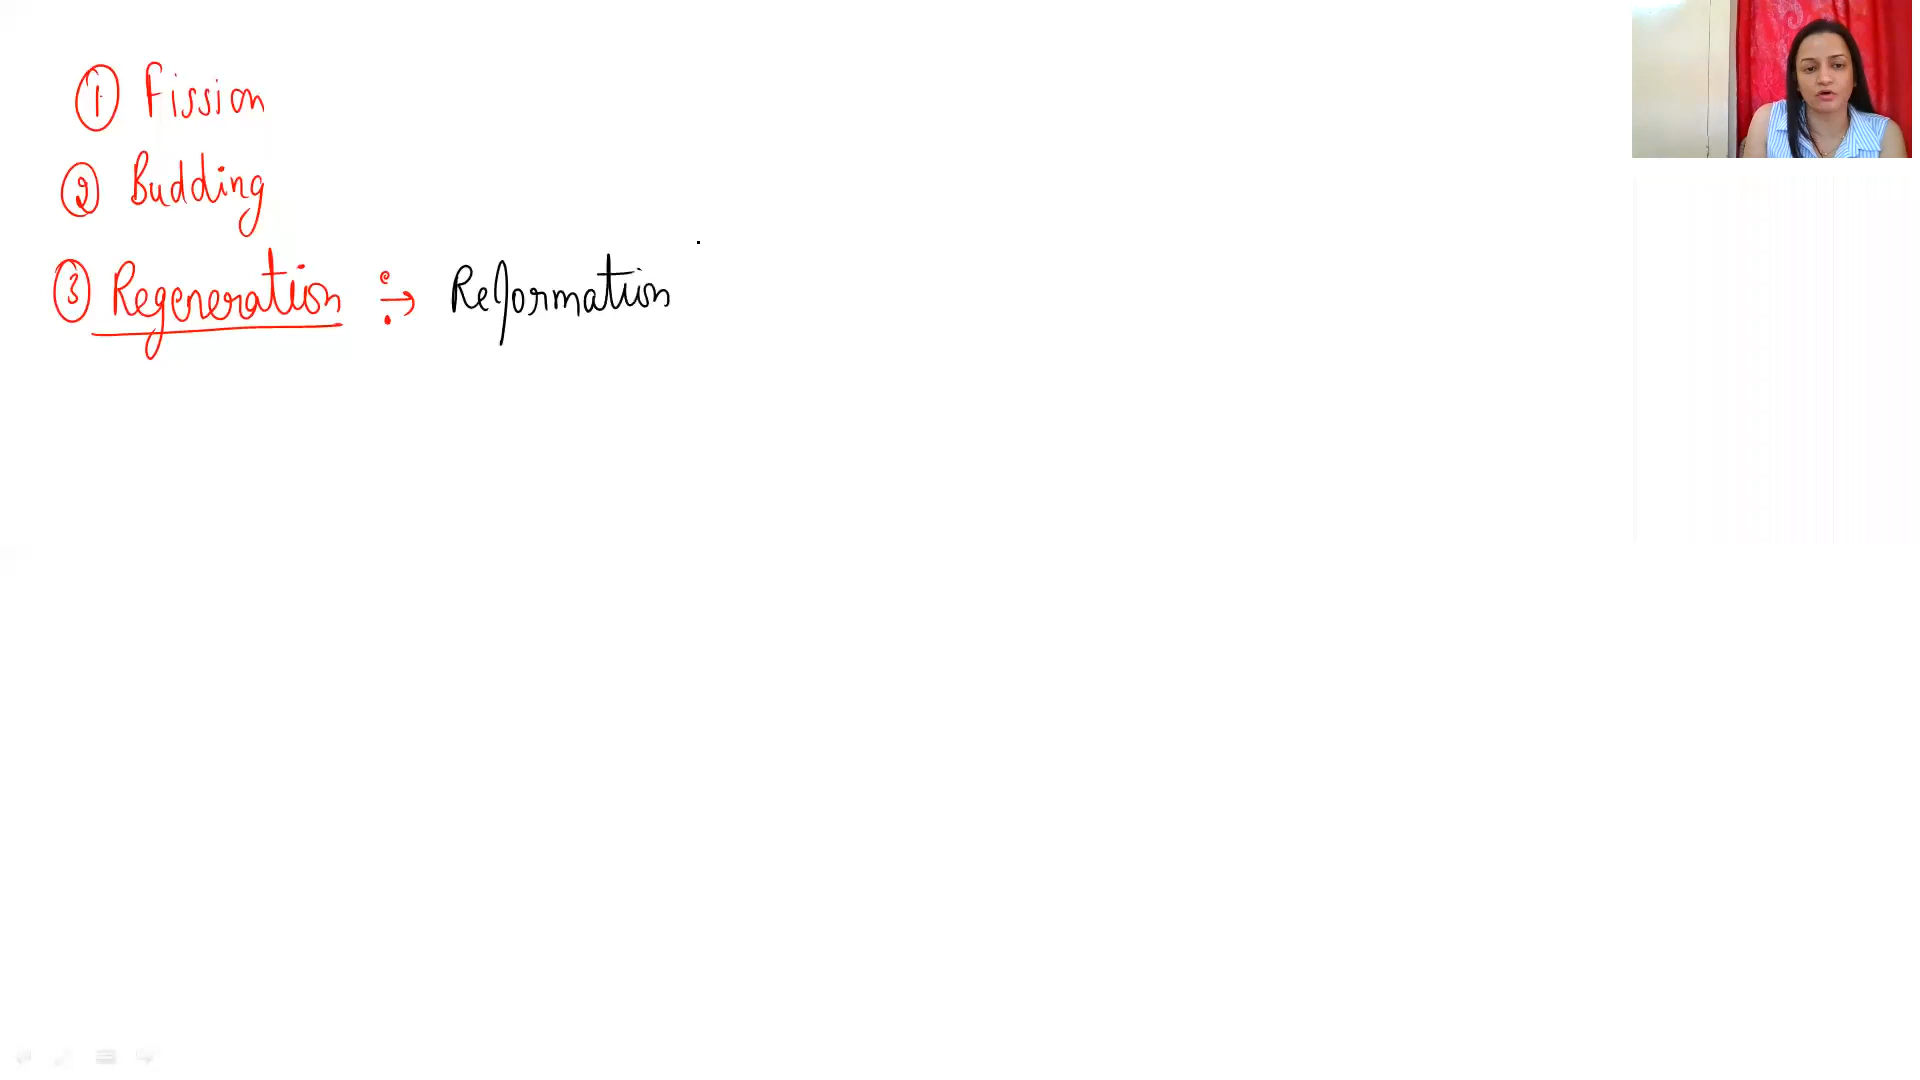 ① Fission
② Budding
③ Regeneration :→ Reformation